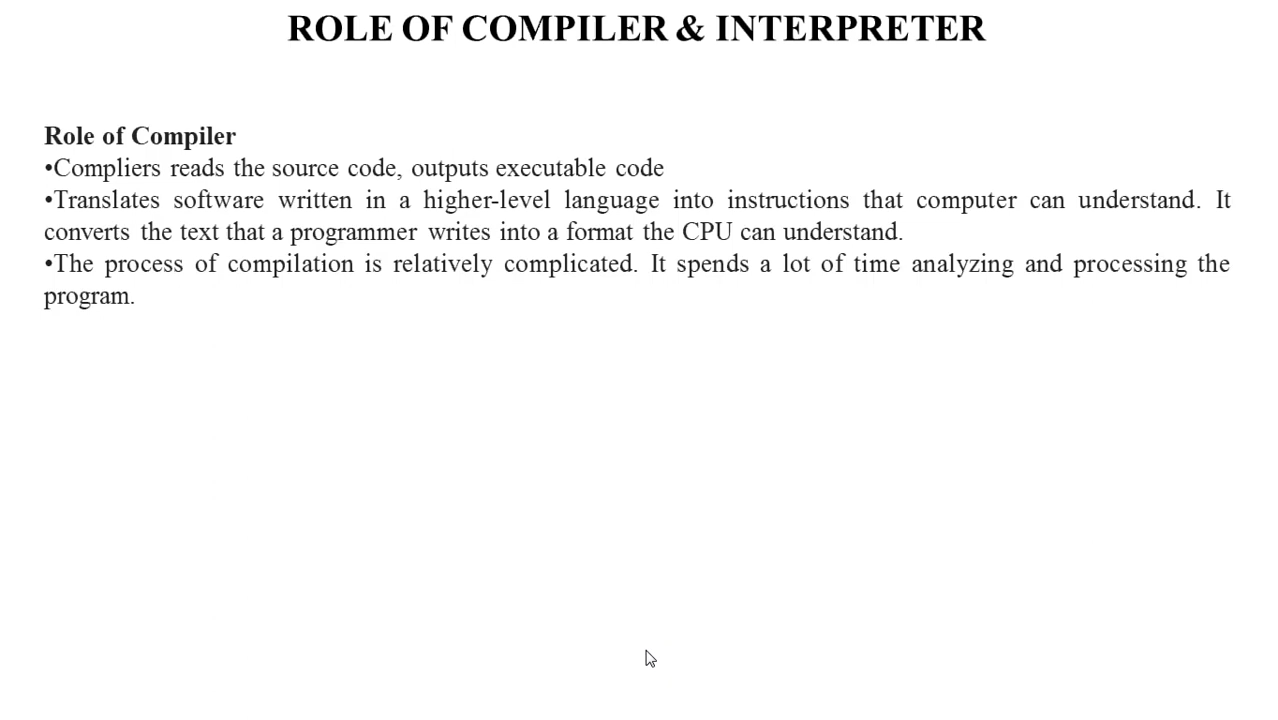 ROLE OF COMPILER & INTERPRETER
Role of Compiler
•Compliers reads the source code, outputs executable code
•Translates software written in a higher-level language into instructions that computer can understand. It
converts the text that a programmer writes into a format the CPU can understand.
•The process of compilation is relatively complicated. It spends a lot of time analyzing and processing the
program.